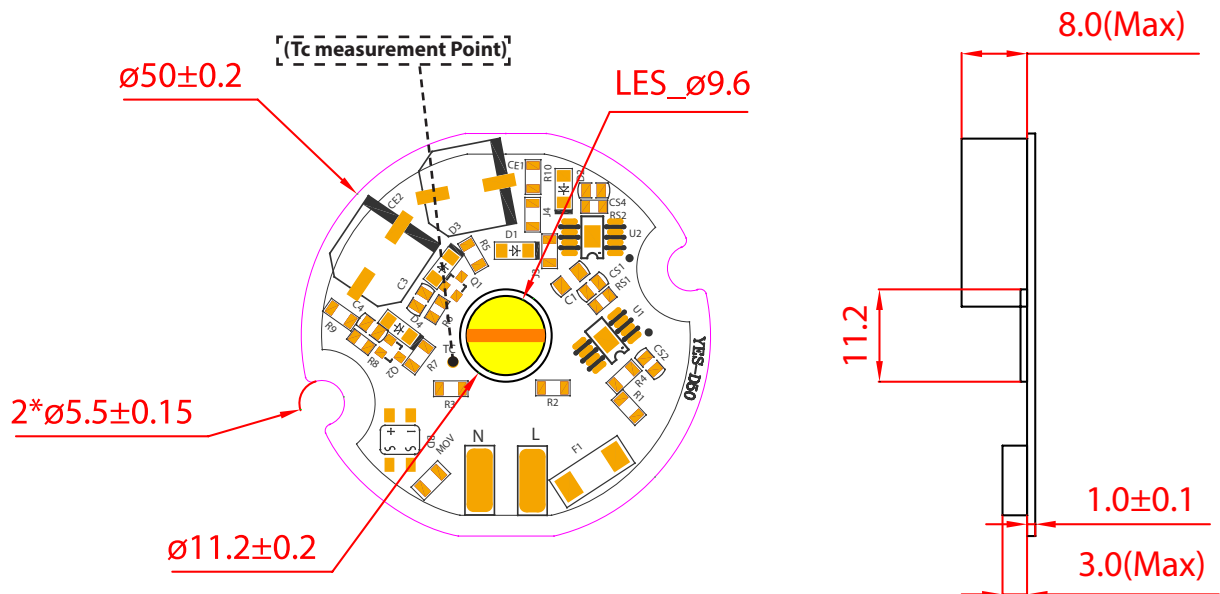 (Tc measurement Point)
8.0(Max)
ø50±0.2
LES_ø9.6
CE1
R10
D2
CE2
J4
CS4
RS2
D3
D1
U2
R5
J3
C3
Q1
CS1
C1
RS1
11.2
C4
R6
U1
R9
D4
TC
R8
R7
CS2
YES-D50
Q2
R4
R3
R2
R1
2*ø5.5±0.15
+ I
S S
GB
MOV
N
L
F1
1.0±0.1
ø11.2±0.2
3.0(Max)